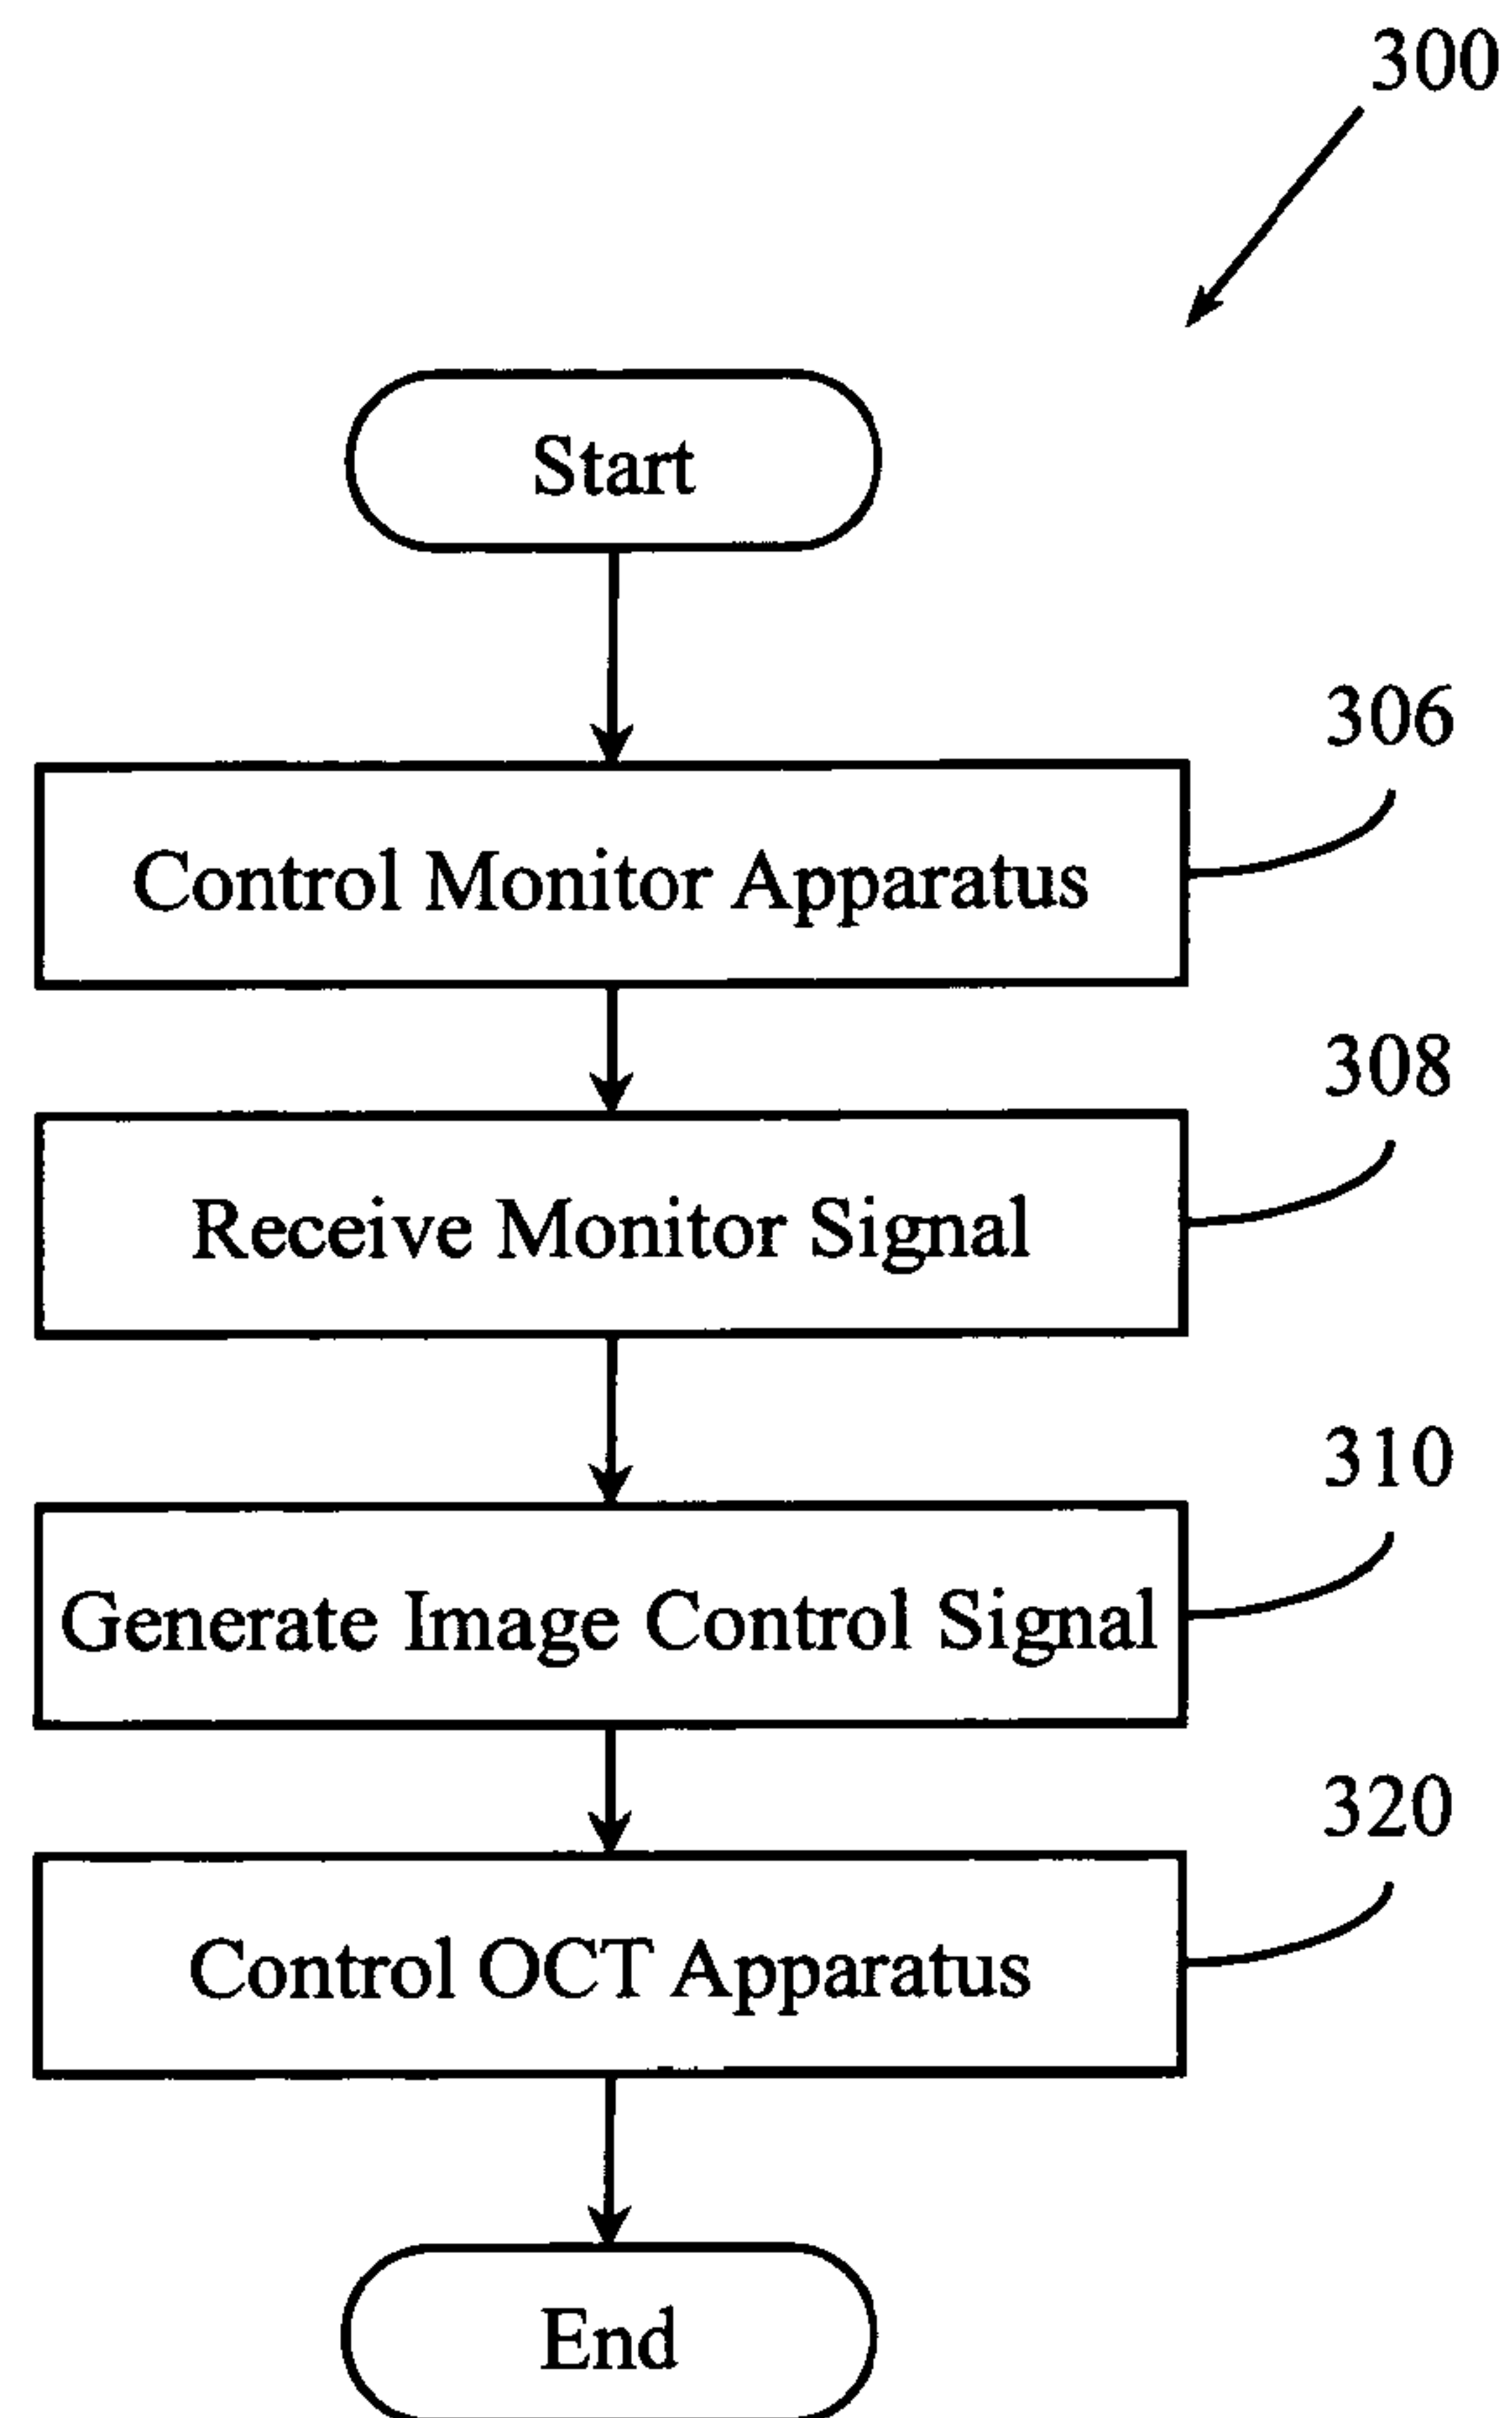 300
Start
306
Control Monitor Apparatus
308
Receive Monitor Signal
310
Generate Image Control Signal
320
Control OCT Apparatus
End